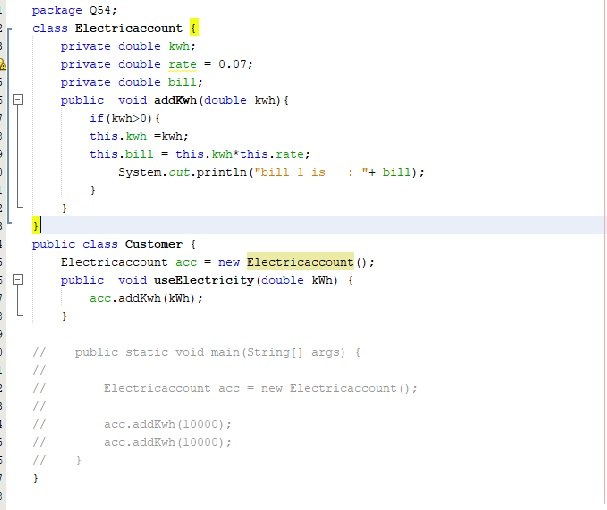 package Q54;
class Electricaccount {
private double kwh;
private double rate = 0.07;
private double bill;
public void addKwh(double kwh){
if(kwh>0){
this.kwh =kwh;
this.bill = this.kwh*this.rate;
System.out.println("bill 1 is   : "+ bill);
}
}
}
public class Customer {
Electricaccount acc = new Electricaccount();
public void useElectricity(double kWh) {
acc.addKwh(kWh);
}
// public static void main(String[] args) {
//
// Electricaccount acc = new Electricaccount();
//
// acc.addKwh(10000);
// acc.addKwh(10000);
// }
}